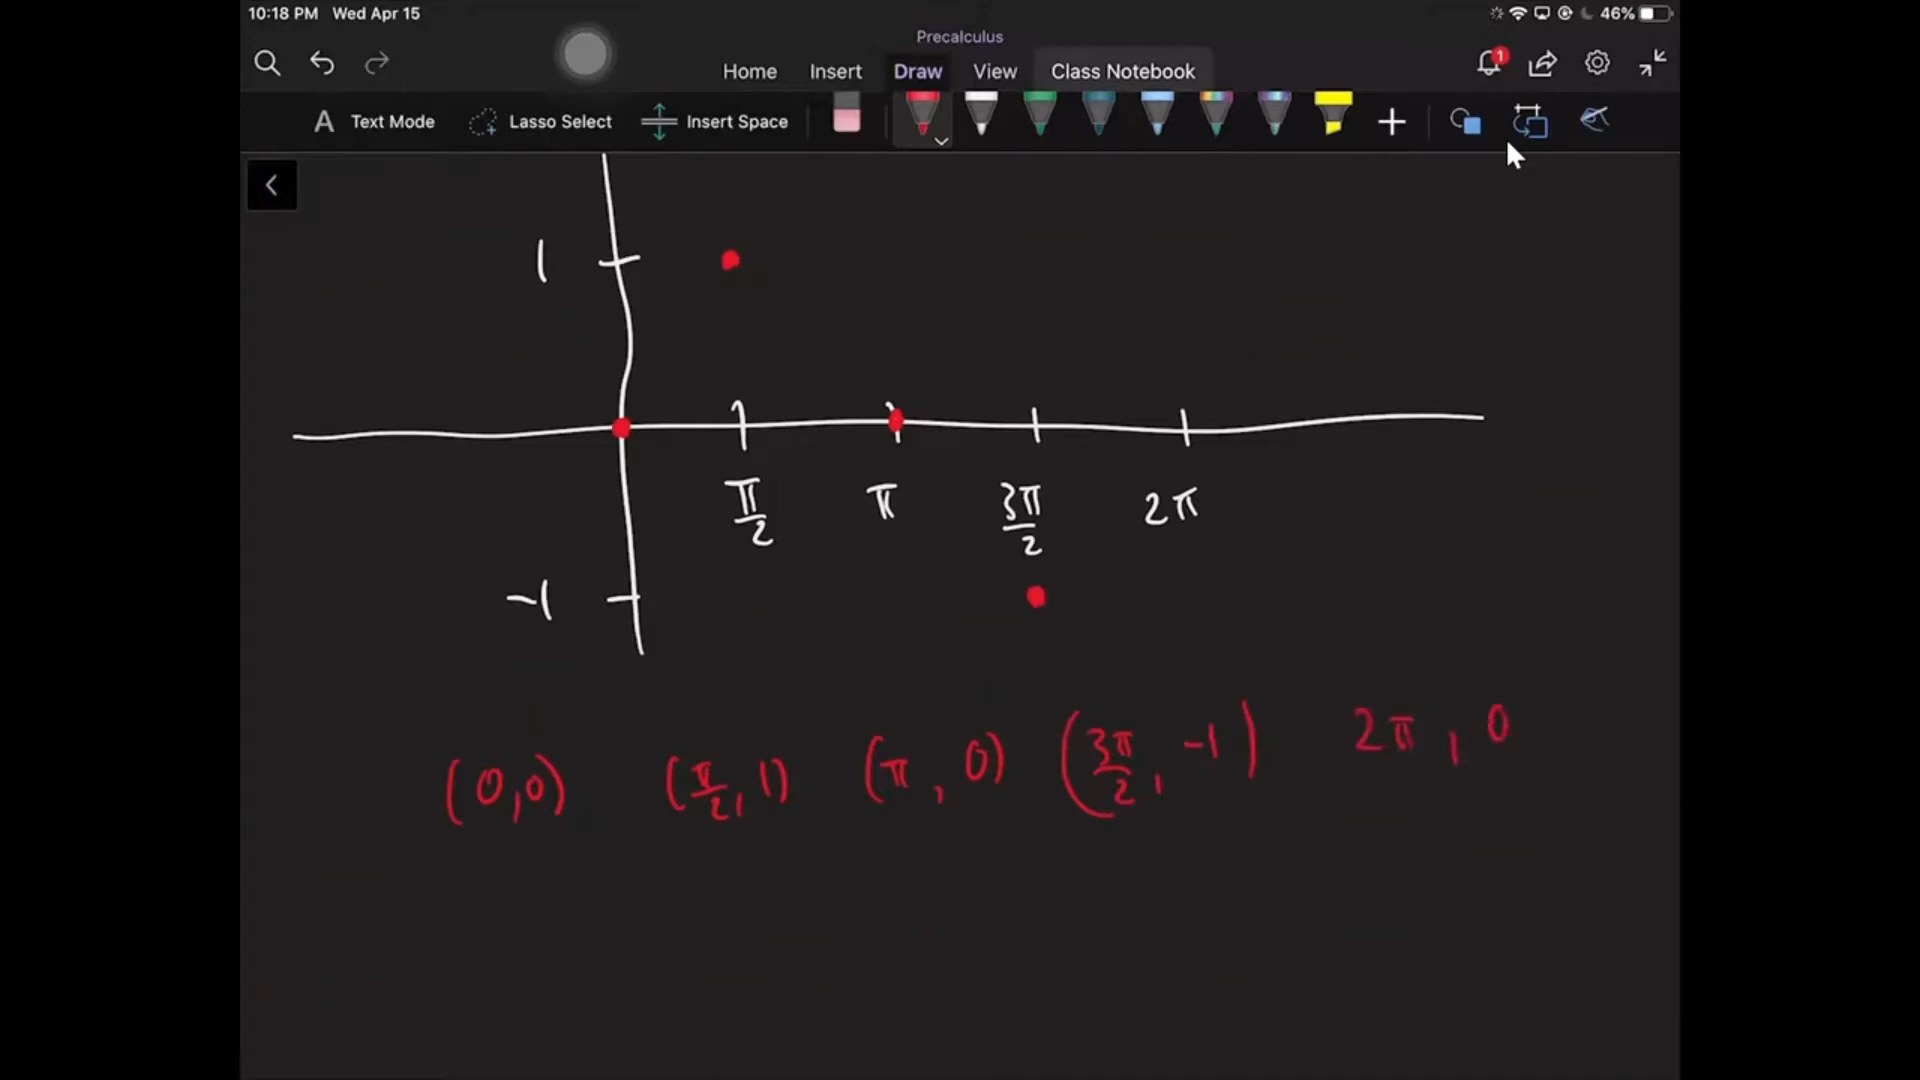 10:18 PM Wed Apr 15 46%
Precalculus
Home Insert Draw View Class Notebook 1
A Text Mode Lasso Select Insert Space
1
π/2 π 3π/2 2π
-1
(0,0) (π/2, 1) (π, 0) (3π/2, -1) 2π, 0